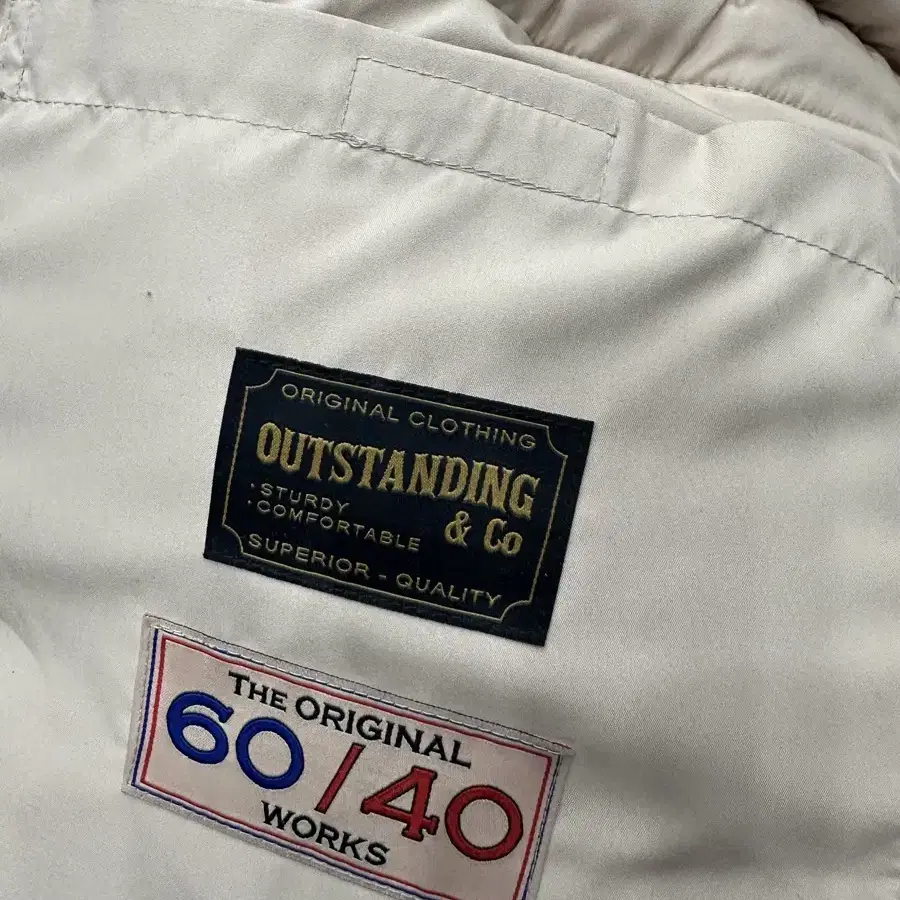 ORIGINAL CLOTHING
OUTSTANDING
· STURDY
· COMFORTABLE
& Co
SUPERIOR - QUALITY
THE ORIGINAL
60/40
WORKS